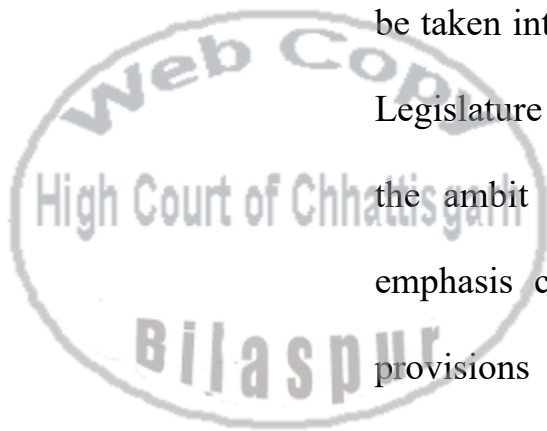 Web Copy
be taken int
Legislature
High Court of Chhattisgarh
the ambit
emphasis c
Bilaspur
provisions